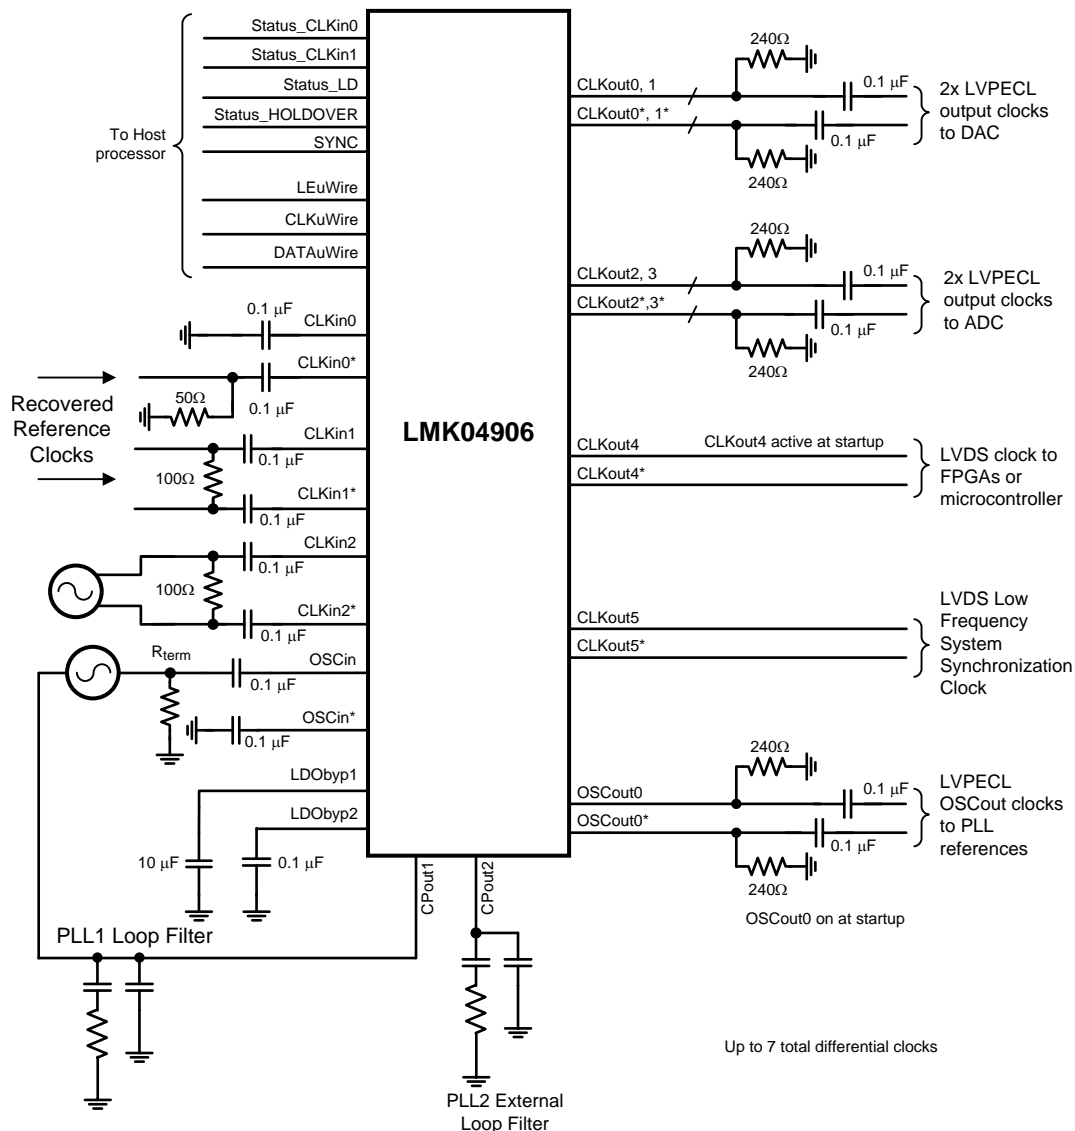 Status_CLKin0
Status_CLKin1
Status_LD
Status_HOLDOVER
SYNC
LEuWire
CLKuWire
DATAuWire
To Host
processor
0.1 µF
CLKin0
CLKin0*
50Ω
0.1 µF
Recovered
Reference
Clocks
CLKin1
0.1 µF
100Ω
CLKin1*
0.1 µF
CLKin2
0.1 µF
100Ω
CLKin2*
0.1 µF
Rterm
OSCin
0.1 µF
OSCin*
0.1 µF
LDObyp1
LDObyp2
10 µF
0.1 µF
CPout1
CPout2
PLL1 Loop Filter
PLL2 External
Loop Filter
LMK04906
240Ω
CLKout0, 1
0.1 µF
CLKout0*, 1*
0.1 µF
240Ω
2x LVPECL
output clocks
to DAC
240Ω
CLKout2, 3
0.1 µF
CLKout2*,3*
0.1 µF
240Ω
2x LVPECL
output clocks
to ADC
CLKout4
CLKout4 active at startup
CLKout4*
LVDS clock to
FPGAs or
microcontroller
CLKout5
CLKout5*
LVDS Low
Frequency
System
Synchronization
Clock
240Ω
OSCout0
0.1 µF
OSCout0*
0.1 µF
240Ω
LVPECL
OSCout clocks
to PLL
references
OSCout0 on at startup
Up to 7 total differential clocks